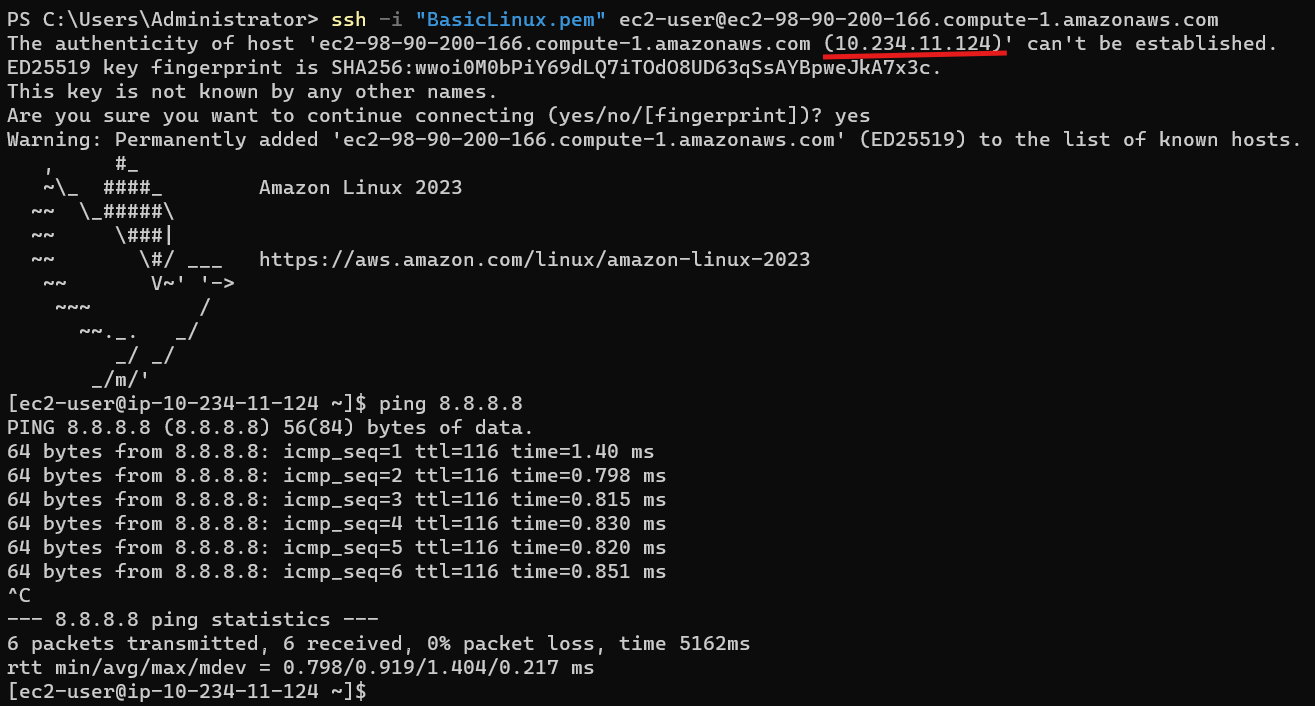 PS C:\Users\Administrator> ssh -i "BasicLinux.pem" ec2-user@ec2-98-90-200-166.compute-1.amazonaws.com
The authenticity of host 'ec2-98-90-200-166.compute-1.amazonaws.com (10.234.11.124)' can't be established.
ED25519 key fingerprint is SHA256:wwoi0M0bPiY69dLQ7iTOdO8UD63qSsAYBpweJkA7x3c.
This key is not known by any other names.
Are you sure you want to continue connecting (yes/no/[fingerprint])? yes
Warning: Permanently added 'ec2-98-90-200-166.compute-1.amazonaws.com' (ED25519) to the list of known hosts.
   ,     #_
   ~\_  ####_        Amazon Linux 2023
  ~~  \_#####\
  ~~     \###|
  ~~       \#/ ___   https://aws.amazon.com/linux/amazon-linux-2023
   ~~       V~' '->
    ~~~         /
      ~~._.   _/
         _/ _/
       _/m/'
[ec2-user@ip-10-234-11-124 ~]$ ping 8.8.8.8
PING 8.8.8.8 (8.8.8.8) 56(84) bytes of data.
64 bytes from 8.8.8.8: icmp_seq=1 ttl=116 time=1.40 ms
64 bytes from 8.8.8.8: icmp_seq=2 ttl=116 time=0.798 ms
64 bytes from 8.8.8.8: icmp_seq=3 ttl=116 time=0.815 ms
64 bytes from 8.8.8.8: icmp_seq=4 ttl=116 time=0.830 ms
64 bytes from 8.8.8.8: icmp_seq=5 ttl=116 time=0.820 ms
64 bytes from 8.8.8.8: icmp_seq=6 ttl=116 time=0.851 ms
^C
--- 8.8.8.8 ping statistics ---
6 packets transmitted, 6 received, 0% packet loss, time 5162ms
rtt min/avg/max/mdev = 0.798/0.919/1.404/0.217 ms
[ec2-user@ip-10-234-11-124 ~]$